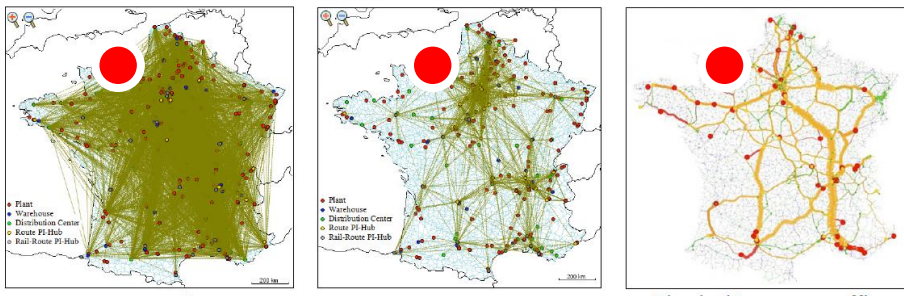 Plant
Warehouse
Distribution Center
Route PI-Hub
Rail-Route PI-Hub
200 km
Plant
Warehouse
Distribution Center
Route PI-Hub
Rail-Route PI-Hub
200 km